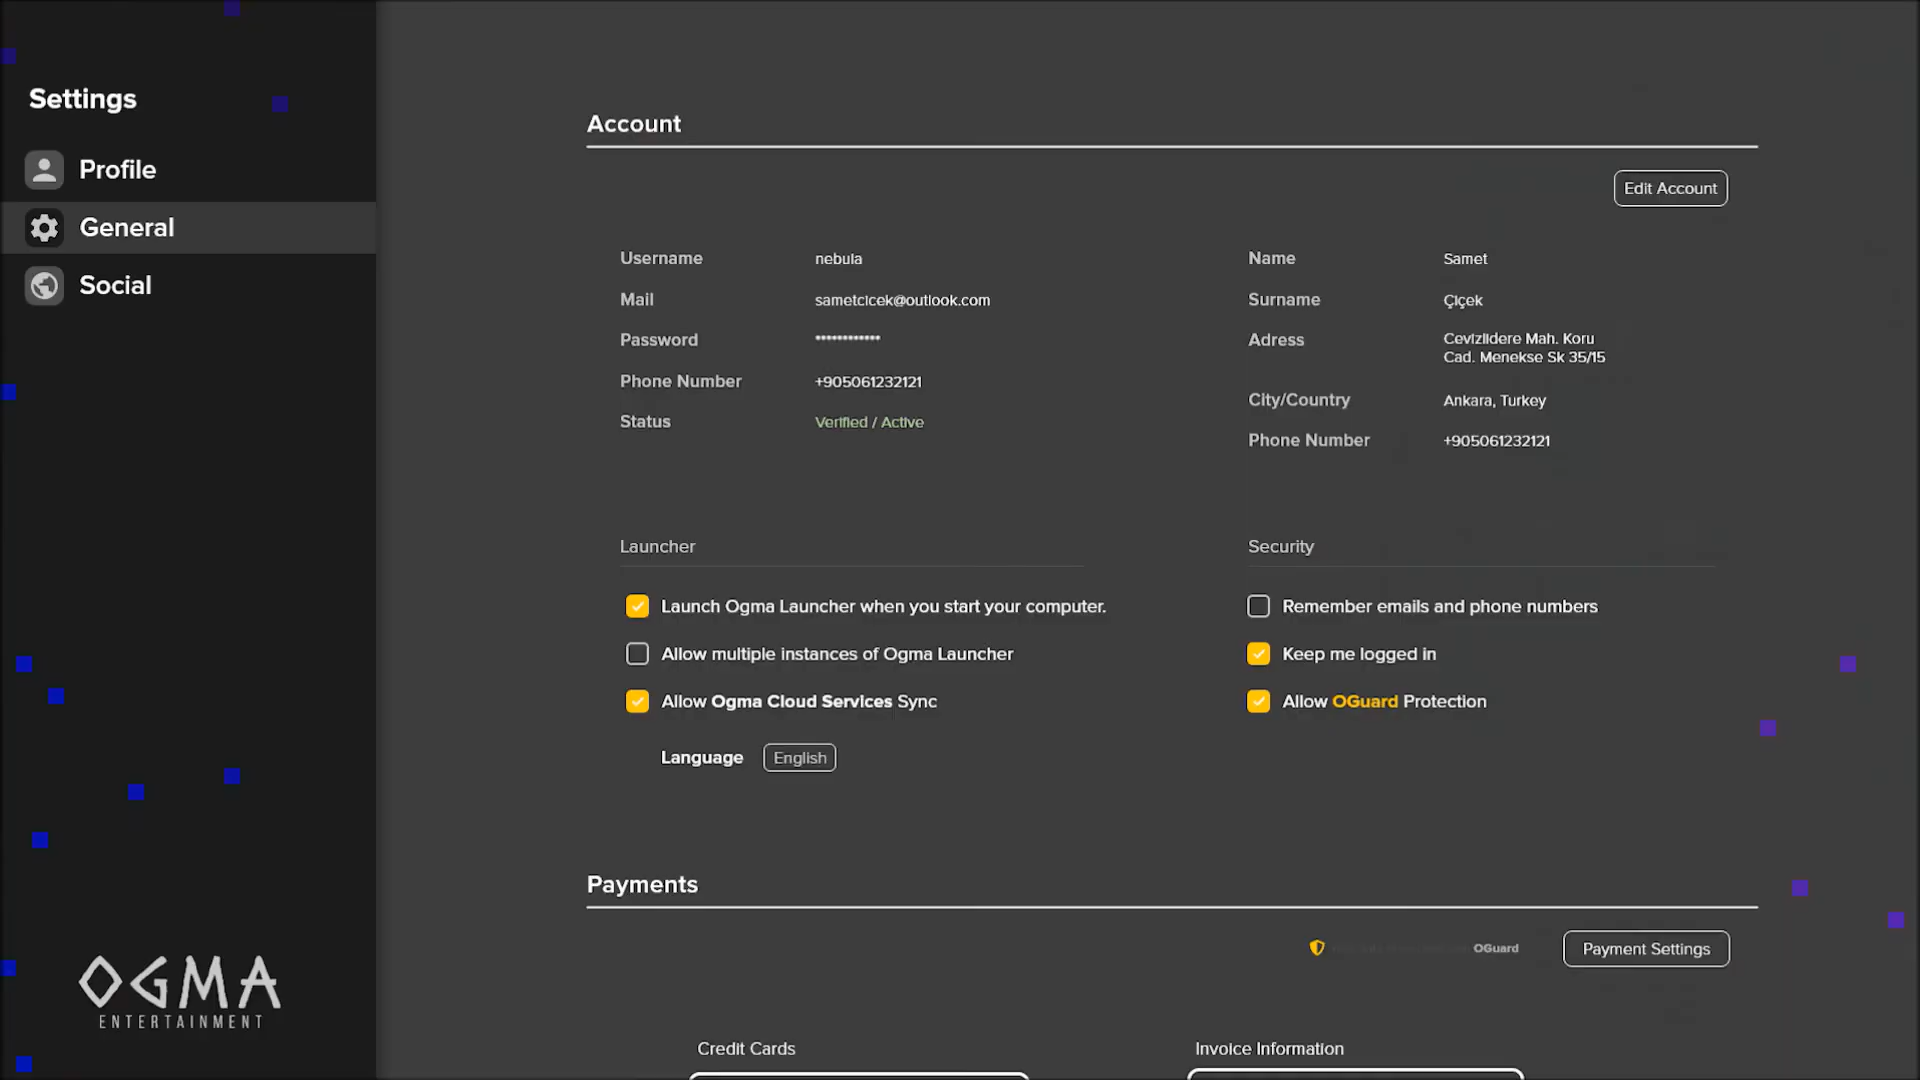 Settings
Profile
General
Social
OGMA
ENTERTAINMENT
Account
Edit Account
Username nebula
Mail sametcicek@outlook.com
Password ••••••••••••
Phone Number +905061232121
Status Verified / Active
Name Samet
Surname Çiçek
Adress Cevizlidere Mah. Koru
Cad. Menekse Sk 35/15
City/Country Ankara, Turkey
Phone Number +905061232121
Launcher
Launch Ogma Launcher when you start your computer.
Allow multiple instances of Ogma Launcher
Allow Ogma Cloud Services Sync
Language English
Security
Remember emails and phone numbers
Keep me logged in
Allow OGuard Protection
Payments
OGuard
Payment Settings
Credit Cards
Invoice Information